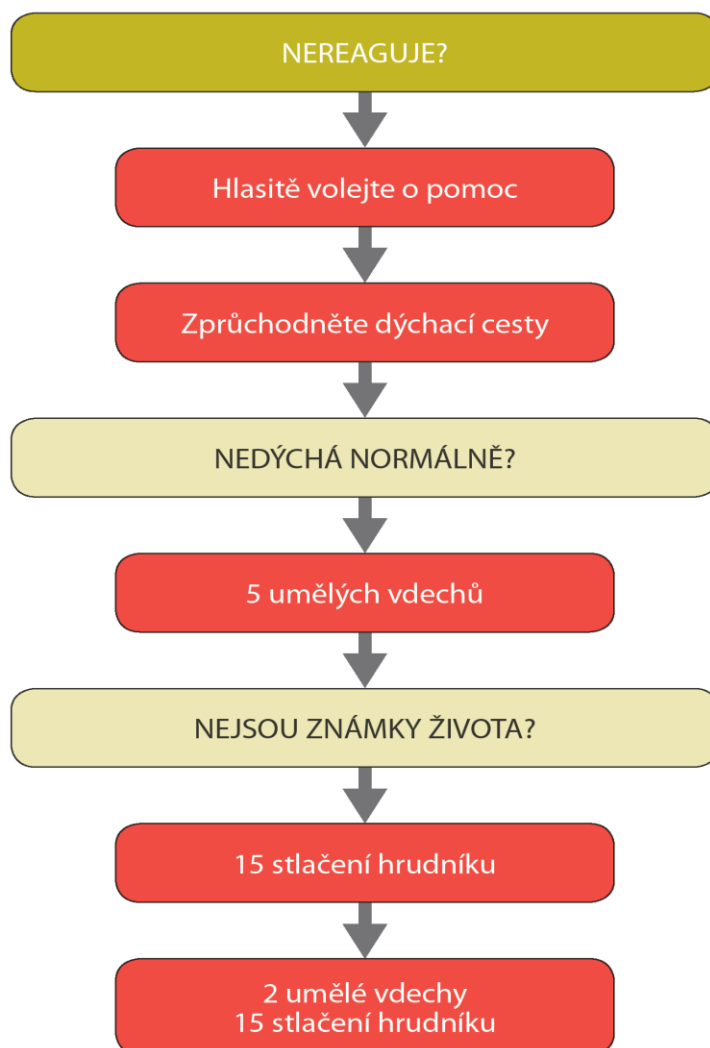 NEREAGUJE?
Hlasitě volejte o pomoc
Zprůchodněte dýchací cesty
NEDÝCHÁ NORMÁLNĚ?
5 umělých vdechů
NEJSOU ZNÁMKY ŽIVOTA?
15 stlačení hrudníku
2 umělé vdechy
15 stlačení hrudníku